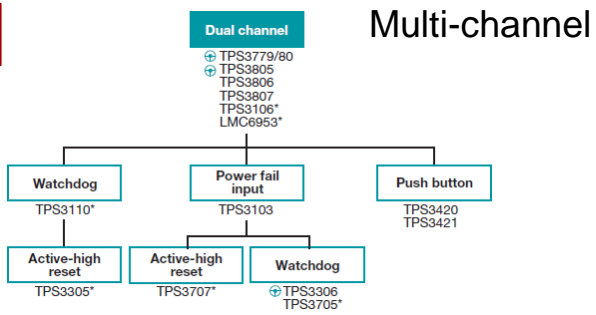 Multi-channel
Dual channel
TPS3779/80
TPS3805
TPS3806
TPS3807
TPS3106*
LMC6953*
Watchdog
TPS3110*
Power fail
input
TPS3103
Push button
TPS3420
TPS3421
Active-high
reset
TPS3305*
Active-high
reset
TPS3707*
Watchdog
TPS3306
TPS3705*